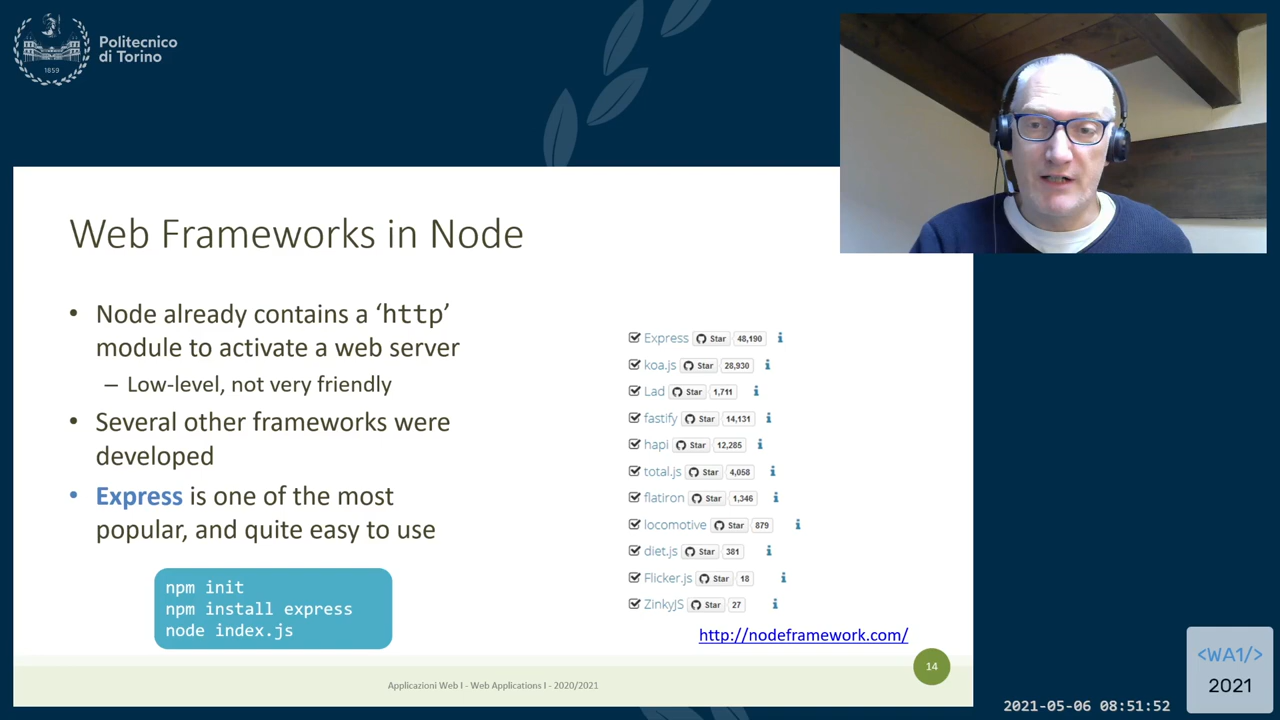 Politecnico
di Torino
1859
Web Frameworks in Node
• Node already contains a ‘http’
module to activate a web server
– Low-level, not very friendly
• Several other frameworks were
developed
• Express is one of the most
popular, and quite easy to use
npm init
npm install express
node index.js
Express Star 48,190
koa.js Star 28,930
Lad Star 1,711
fastify Star 14,131
hapi Star 12,285
total.js Star 4,058
flatiron Star 1,346
locomotive Star 879
diet.js Star 381
Flicker.js Star 18
ZinkyJS Star 27
http://nodeframework.com/
Applicazioni Web I - Web Applications I - 2020/2021
14
<WA1/>
2021
2021-05-06 08:51:52